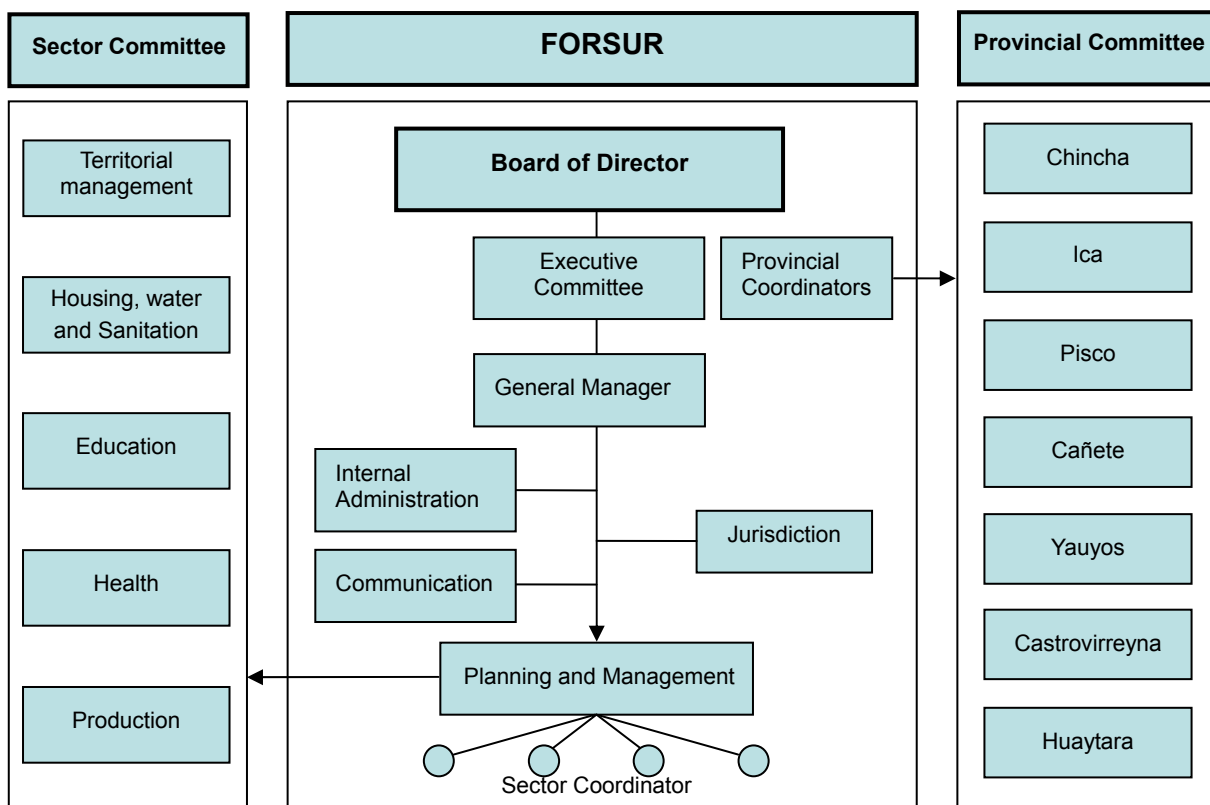 Sector Committee
FORSUR
Provincial Committee
Territorial
management
Housing, water
and Sanitation
Education
Health
Production
Board of Director
Executive
Committee
Provincial
Coordinators
General Manager
Internal
Administration
Jurisdiction
Communication
Planning and Management
Sector Coordinator
Chincha
Ica
Pisco
Cañete
Yauyos
Castrovirreyna
Huaytara